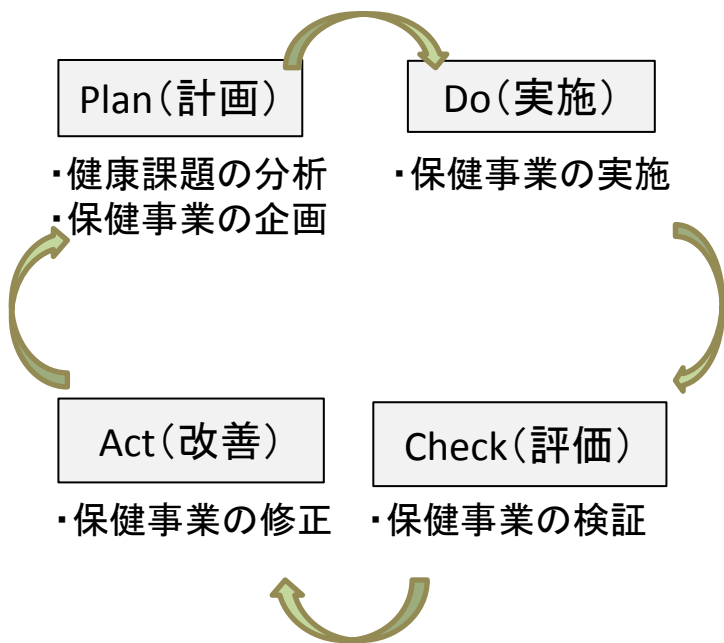 Plan（計画）
Do（実施）
・健康課題の分析
・保健事業の企画
・保健事業の実施
Act（改善）
Check（評価）
・保健事業の修正
・保健事業の検証